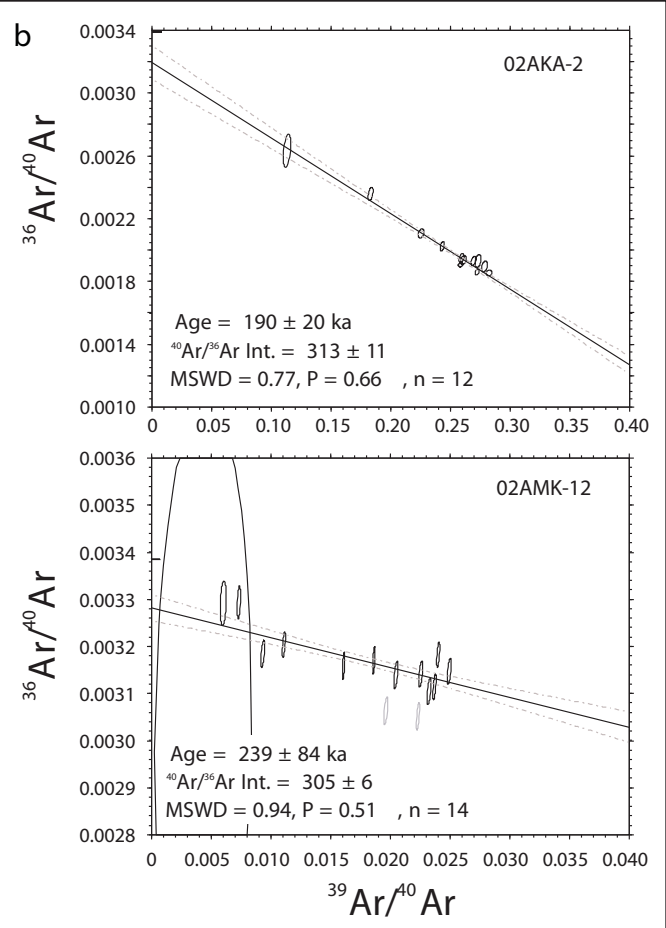 b
02AKA-2
0.0034
0.0030
0.0026
0.0022
0.0018
0.0014
0.0010
36Ar/40Ar
Age = 190 ± 20 ka
40Ar/36Ar Int. = 313 ± 11
MSWD = 0.77, P = 0.66 , n = 12
0 0.05 0.10 0.15 0.20 0.25 0.30 0.35 0.40
02AMK-12
0.0036
0.0035
0.0034
0.0033
0.0032
0.0031
0.0030
0.0029
0.0028
36Ar/40Ar
Age = 239 ± 84 ka
40Ar/36Ar Int. = 305 ± 6
MSWD = 0.94, P = 0.51 , n = 14
0 0.005 0.010 0.015 0.020 0.025 0.030 0.035 0.040
39Ar/40Ar